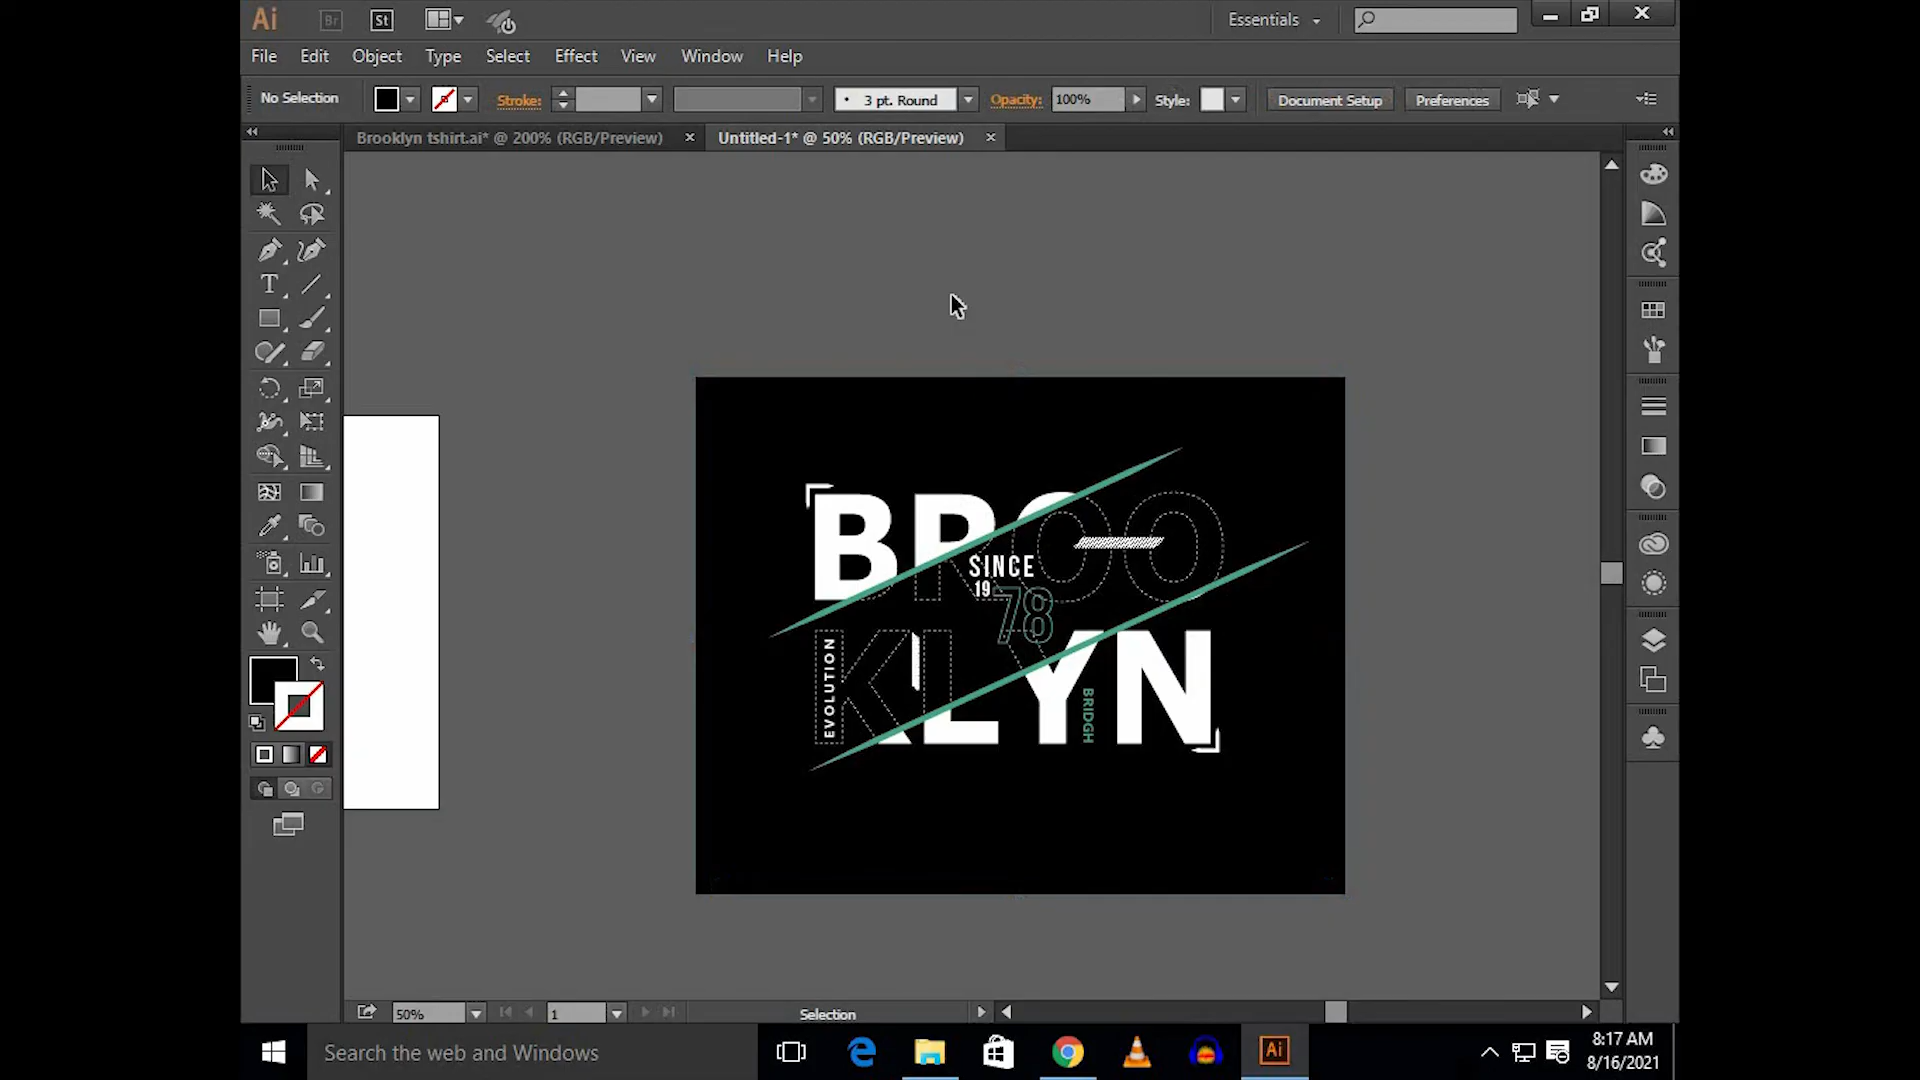 Ai Br St Essentials
File Edit Object Type Select Effect View Window Help
No Selection Stroke: 3 pt. Round Opacity: 100% Style: Document Setup Preferences
Brooklyn tshirt.ai* @ 200% (RGB/Preview) × Untitled-1* @ 50% (RGB/Preview) ×
BROO
SINCE
19
78
KLYN
EVOLUTION
BRIDGH
50% 1 Selection
Search the web and Windows
Ai
8:17 AM
8/16/2021